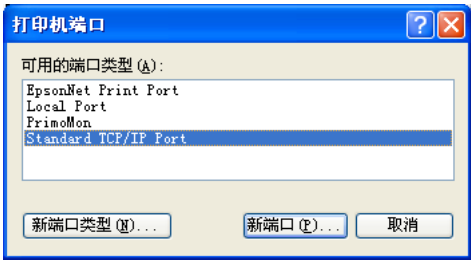 打印机端口
可用的端口类型(A):
EpsonNet Print Port
Local Port
PrimoMon
Standard TCP/IP Port
新端口类型(N)... 新端口(P)... 取消